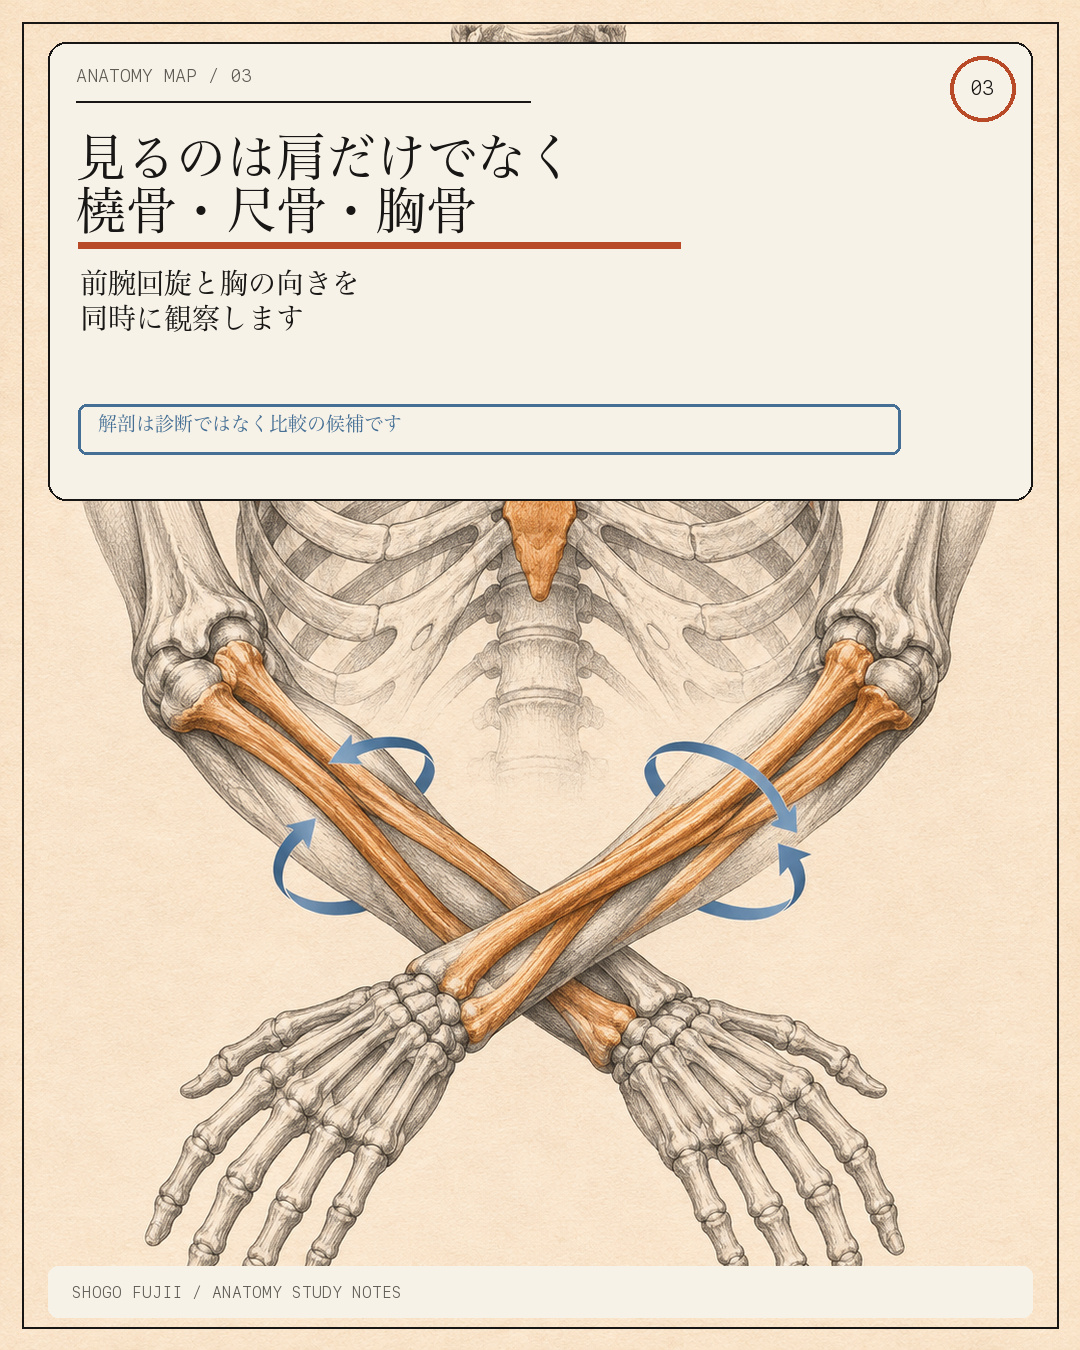 ANATOMY MAP / 03
03
見るのは肩だけでなく
橈骨・尺骨・胸骨
前腕回旋と胸の向きを
同時に観察します
解剖は診断ではなく比較の候補です
SHOGO FUJII / ANATOMY STUDY NOTES